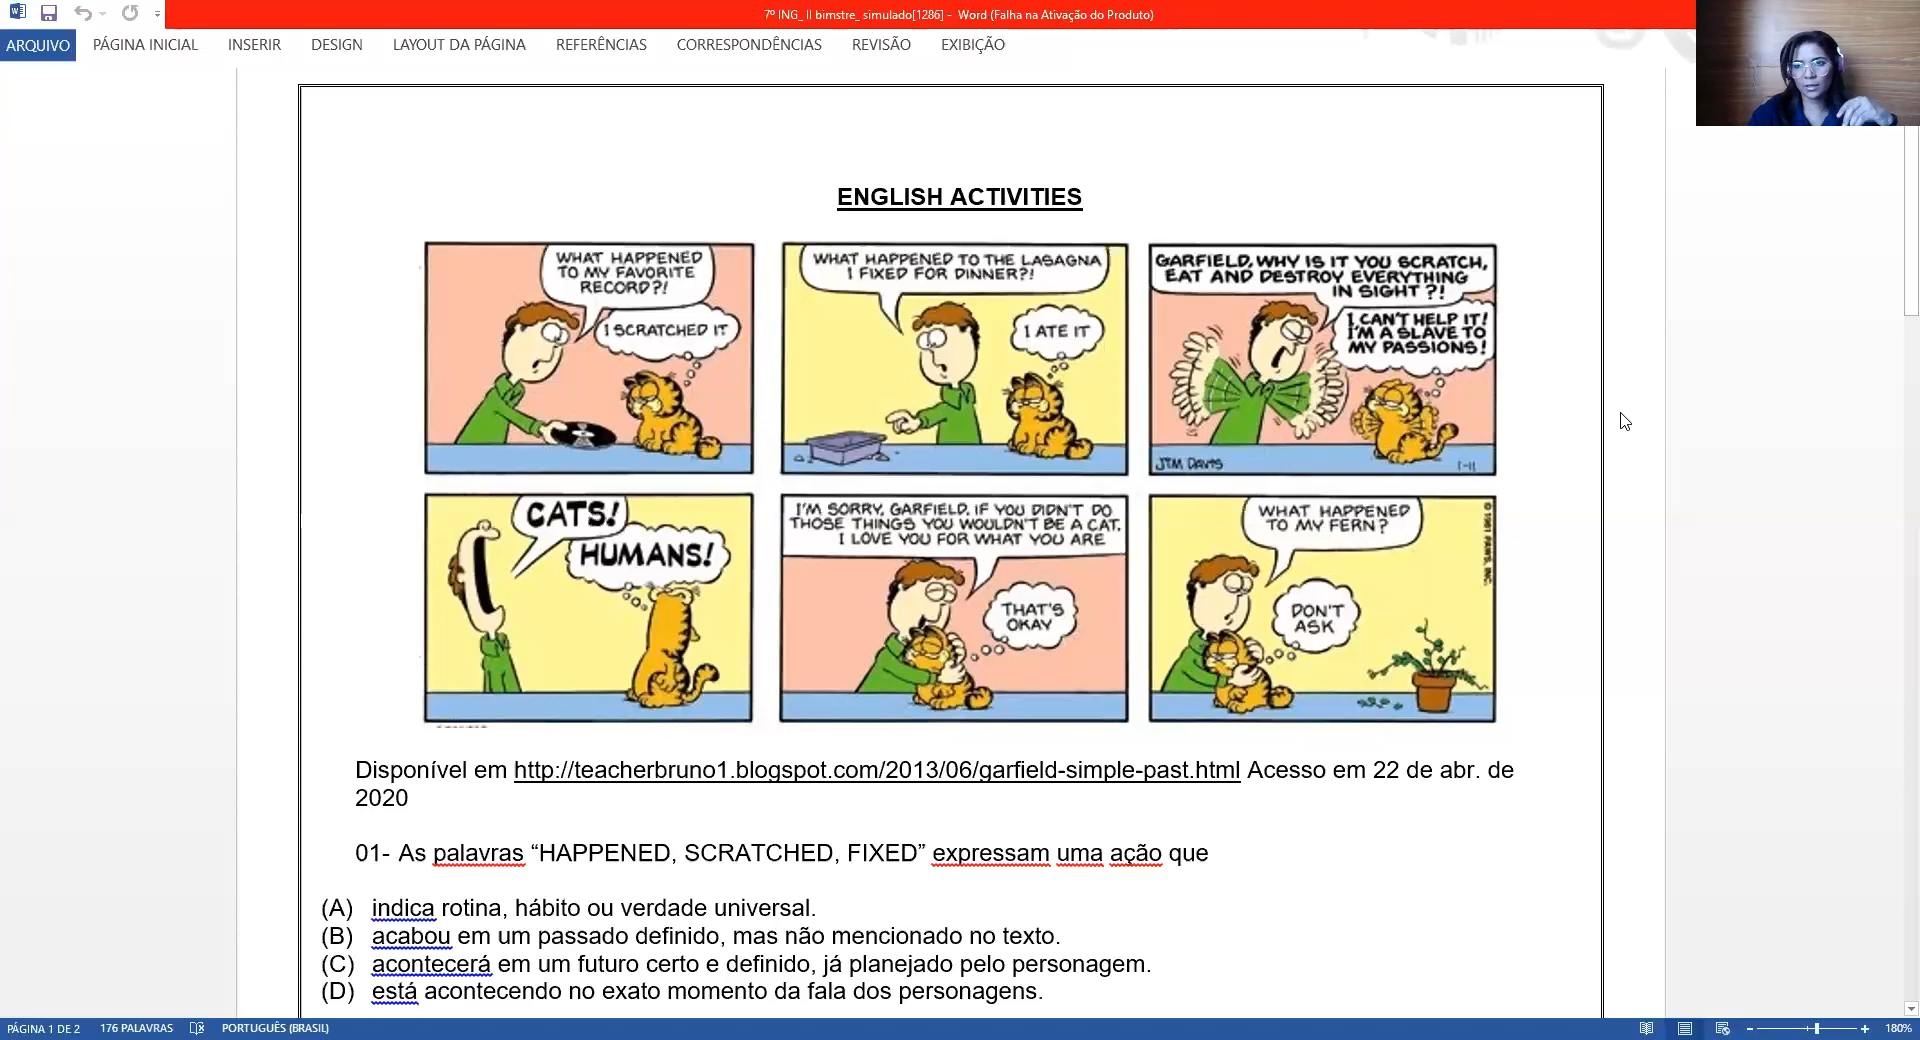 7º ING_ II bimstre_ simulado[1286] - Word (Falha na Ativação do Produto)
ARQUIVO PÁGINA INICIAL INSERIR DESIGN LAYOUT DA PÁGINA REFERÊNCIAS CORRESPONDÊNCIAS REVISÃO EXIBIÇÃO
ENGLISH ACTIVITIES
WHAT HAPPENED
TO MY FAVORITE
RECORD?!
I SCRATCHED IT
WHAT HAPPENED TO THE LASAGNA
I FIXED FOR DINNER?!
I ATE IT
GARFIELD, WHY IS IT YOU SCRATCH,
EAT AND DESTROY EVERYTHING
IN SIGHT?!
I CAN'T HELP IT!
I'M A SLAVE TO
MY PASSIONS!
JIM DAVIS
1-11
CATS!
HUMANS!
I'M SORRY, GARFIELD. IF YOU DIDN'T DO
THOSE THINGS YOU WOULDN'T BE A CAT.
I LOVE YOU FOR WHAT YOU ARE
THAT'S
OKAY
WHAT HAPPENED
TO MY FERN?
DON'T
ASK
© 1981 PAWS, INC.
Disponível em http://teacherbruno1.blogspot.com/2013/06/garfield-simple-past.html Acesso em 22 de abr. de
2020
01- As palavras “HAPPENED, SCRATCHED, FIXED” expressam uma ação que
(A) indica rotina, hábito ou verdade universal.
(B) acabou em um passado definido, mas não mencionado no texto.
(C) acontecerá em um futuro certo e definido, já planejado pelo personagem.
(D) está acontecendo no exato momento da fala dos personagens.
PÁGINA 1 DE 2 176 PALAVRAS PORTUGUÊS (BRASIL) 180%